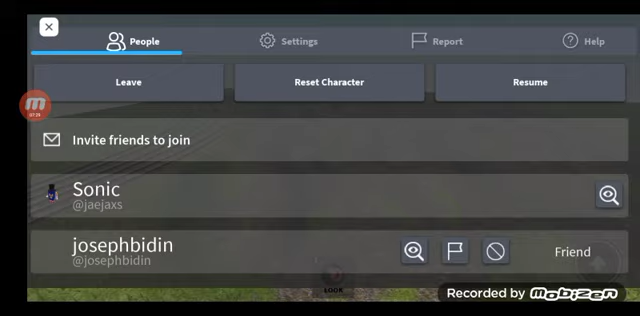 People
Settings
Report
Help
Leave
Reset Character
Resume
Invite friends to join
Sonic
@jaejaxs
josephbidin
@josephbidin
Friend
LOOK
Recorded by mobizen